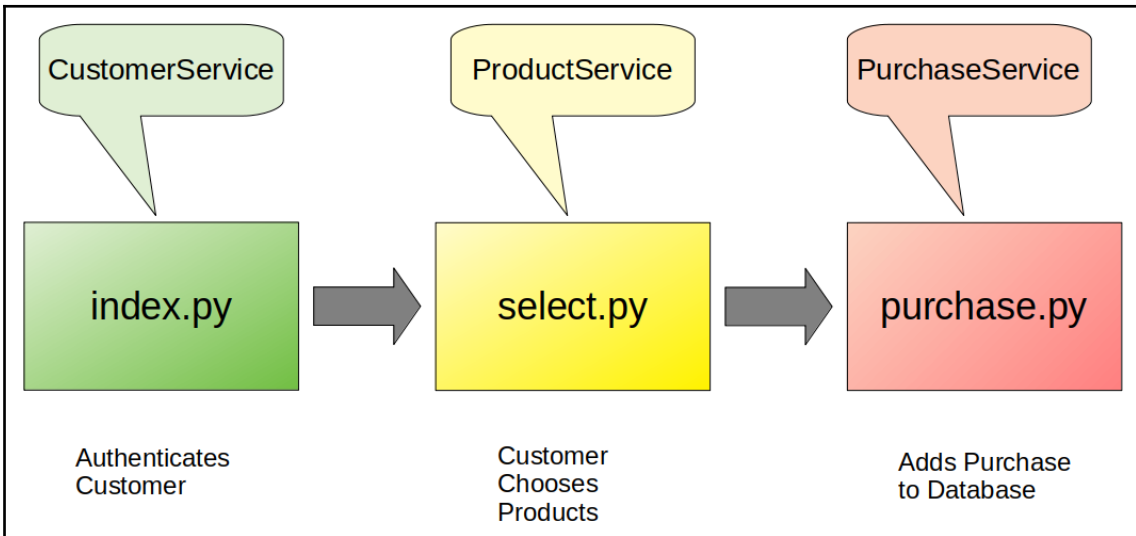 CustomerService
ProductService
PurchaseService
index.py
select.py
purchase.py
Authenticates
Customer
Customer
Chooses
Products
Adds Purchase
to Database